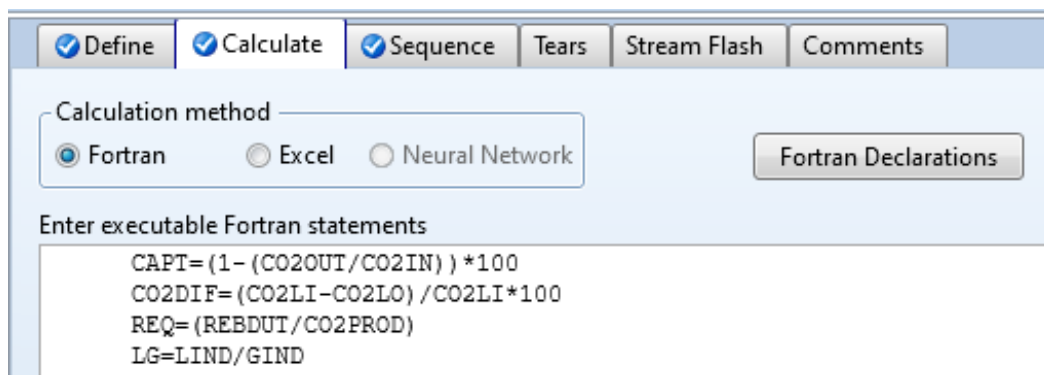 Define Calculate Sequence Tears Stream Flash Comments
Calculation method
Fortran Excel Neural Network Fortran Declarations
Enter executable Fortran statements
CAPT=(1-(CO2OUT/CO2IN))*100
CO2DIF=(CO2LI-CO2LO)/CO2LI*100
REQ=(REBDUT/CO2PROD)
LG=LIND/GIND